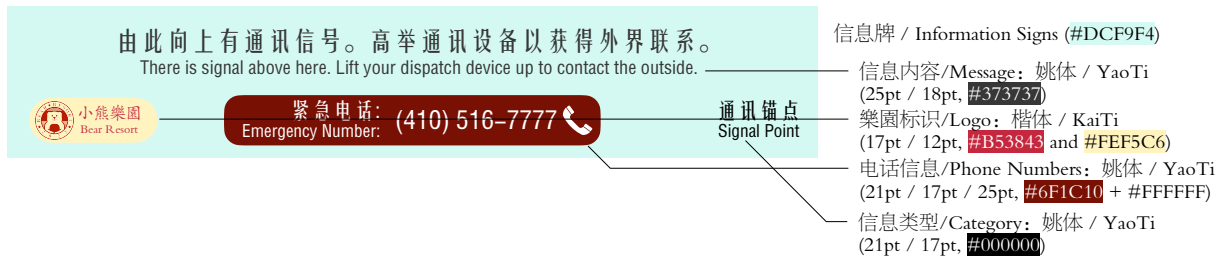 由此向上有通讯信号。高举通讯设备以获得外界联系。
There is signal above here. Lift your dispatch device up to contact the outside.
小熊樂園
Bear Resort
紧急电话:
Emergency Number:
(410) 516–7777
通讯锚点
Signal Point
信息牌 / Information Signs (#DCF9F4)
信息内容/Message：姚体 / YaoTi
(25pt / 18pt, #373737)
樂園标识/Logo：楷体 / KaiTi
(17pt / 12pt, #B53843 and #FEF5C6)
电话信息/Phone Numbers：姚体 / YaoTi
(21pt / 17pt / 25pt, #6F1C10 + #FFFFFF)
信息类型/Category：姚体 / YaoTi
(21pt / 17pt, #000000)